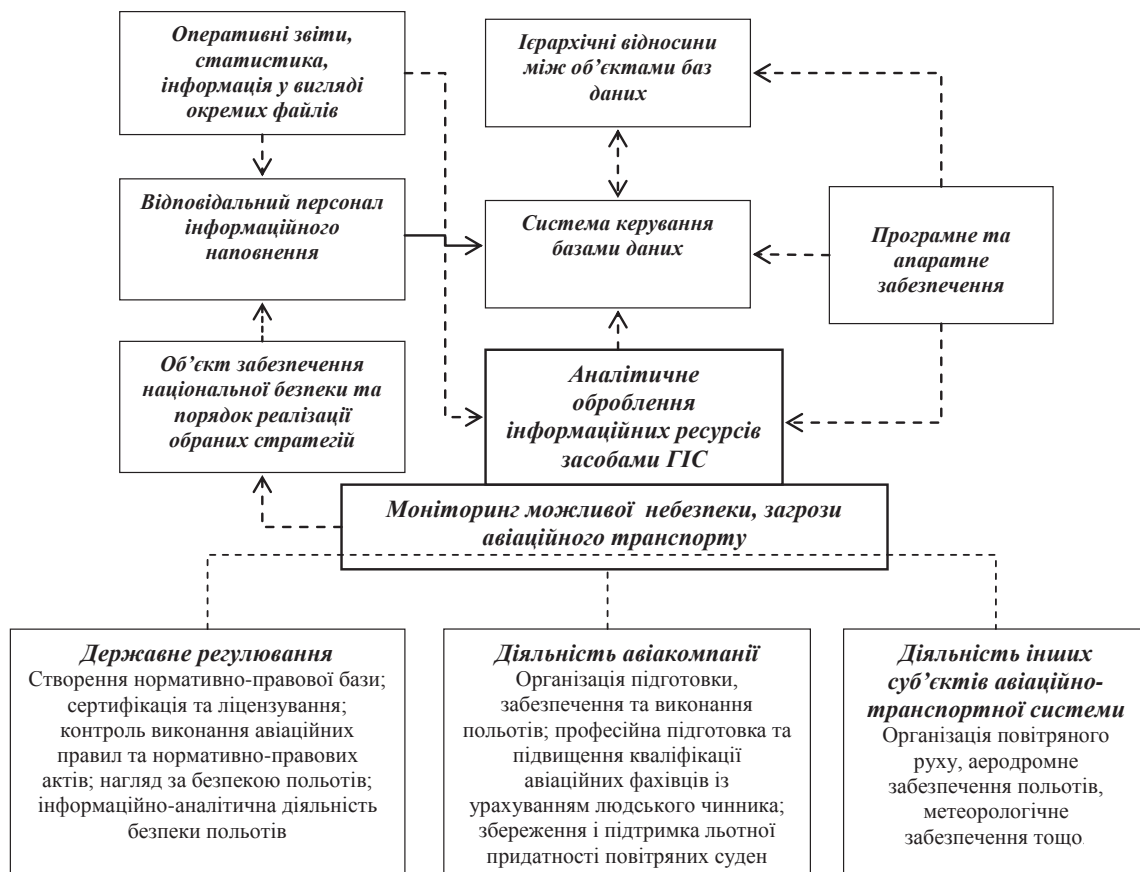 Оперативні звіти,
статистика,
інформація у вигляді
окремих файлів
Ієрархічні відносини
між об’єктами баз
даних
Відповідальний персонал
інформаційного
наповнення
Система керування
базами даних
Програмне та
апаратне
забезпечення
Об’єкт забезпечення
національної безпеки та
порядок реалізації
обраних стратегій
Аналітичне
оброблення
інформаційних ресурсів
засобами ГІС
Моніторинг можливої небезпеки, загрози
авіаційного транспорту
Державне регулювання
Створення нормативно-правової бази;
сертифікація та ліцензування;
контроль виконання авіаційних
правил та нормативно-правових
актів; нагляд за безпекою польотів;
інформаційно-аналітична діяльність
безпеки польотів
Діяльність авіакомпанії
Організація підготовки,
забезпечення та виконання
польотів; професійна підготовка та
підвищення кваліфікації
авіаційних фахівців із
урахуванням людського чинника;
збереження і підтримка льотної
придатності повітряних суден
Діяльність інших
суб’єктів авіаційно-
транспортної системи
Організація повітряного
руху, аеродромне
забезпечення польотів,
метеорологічне
забезпечення тощо